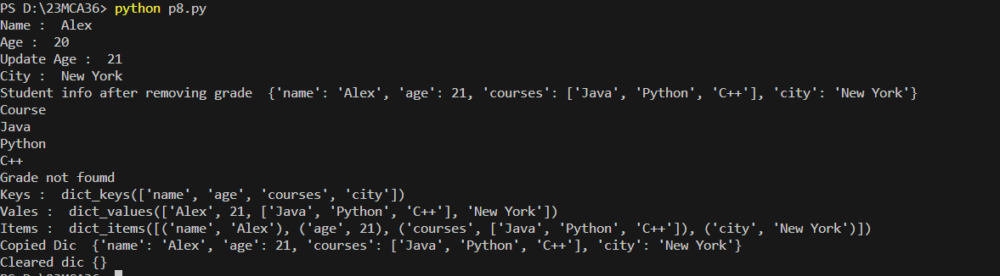 PS D:\23MCA36> python p8.py
Name :  Alex
Age :  20
Update Age :  21
City :  New York
Student info after removing grade  {'name': 'Alex', 'age': 21, 'courses': ['Java', 'Python', 'C++'], 'city': 'New York'}
Course
Java
Python
C++
Grade not foumd
Keys :  dict_keys(['name', 'age', 'courses', 'city'])
Vales :  dict_values(['Alex', 21, ['Java', 'Python', 'C++'], 'New York'])
Items :  dict_items([('name', 'Alex'), ('age', 21), ('courses', ['Java', 'Python', 'C++']), ('city', 'New York')])
Copied Dic  {'name': 'Alex', 'age': 21, 'courses': ['Java', 'Python', 'C++'], 'city': 'New York'}
Cleared dic {}
PS D:\23MCA36>